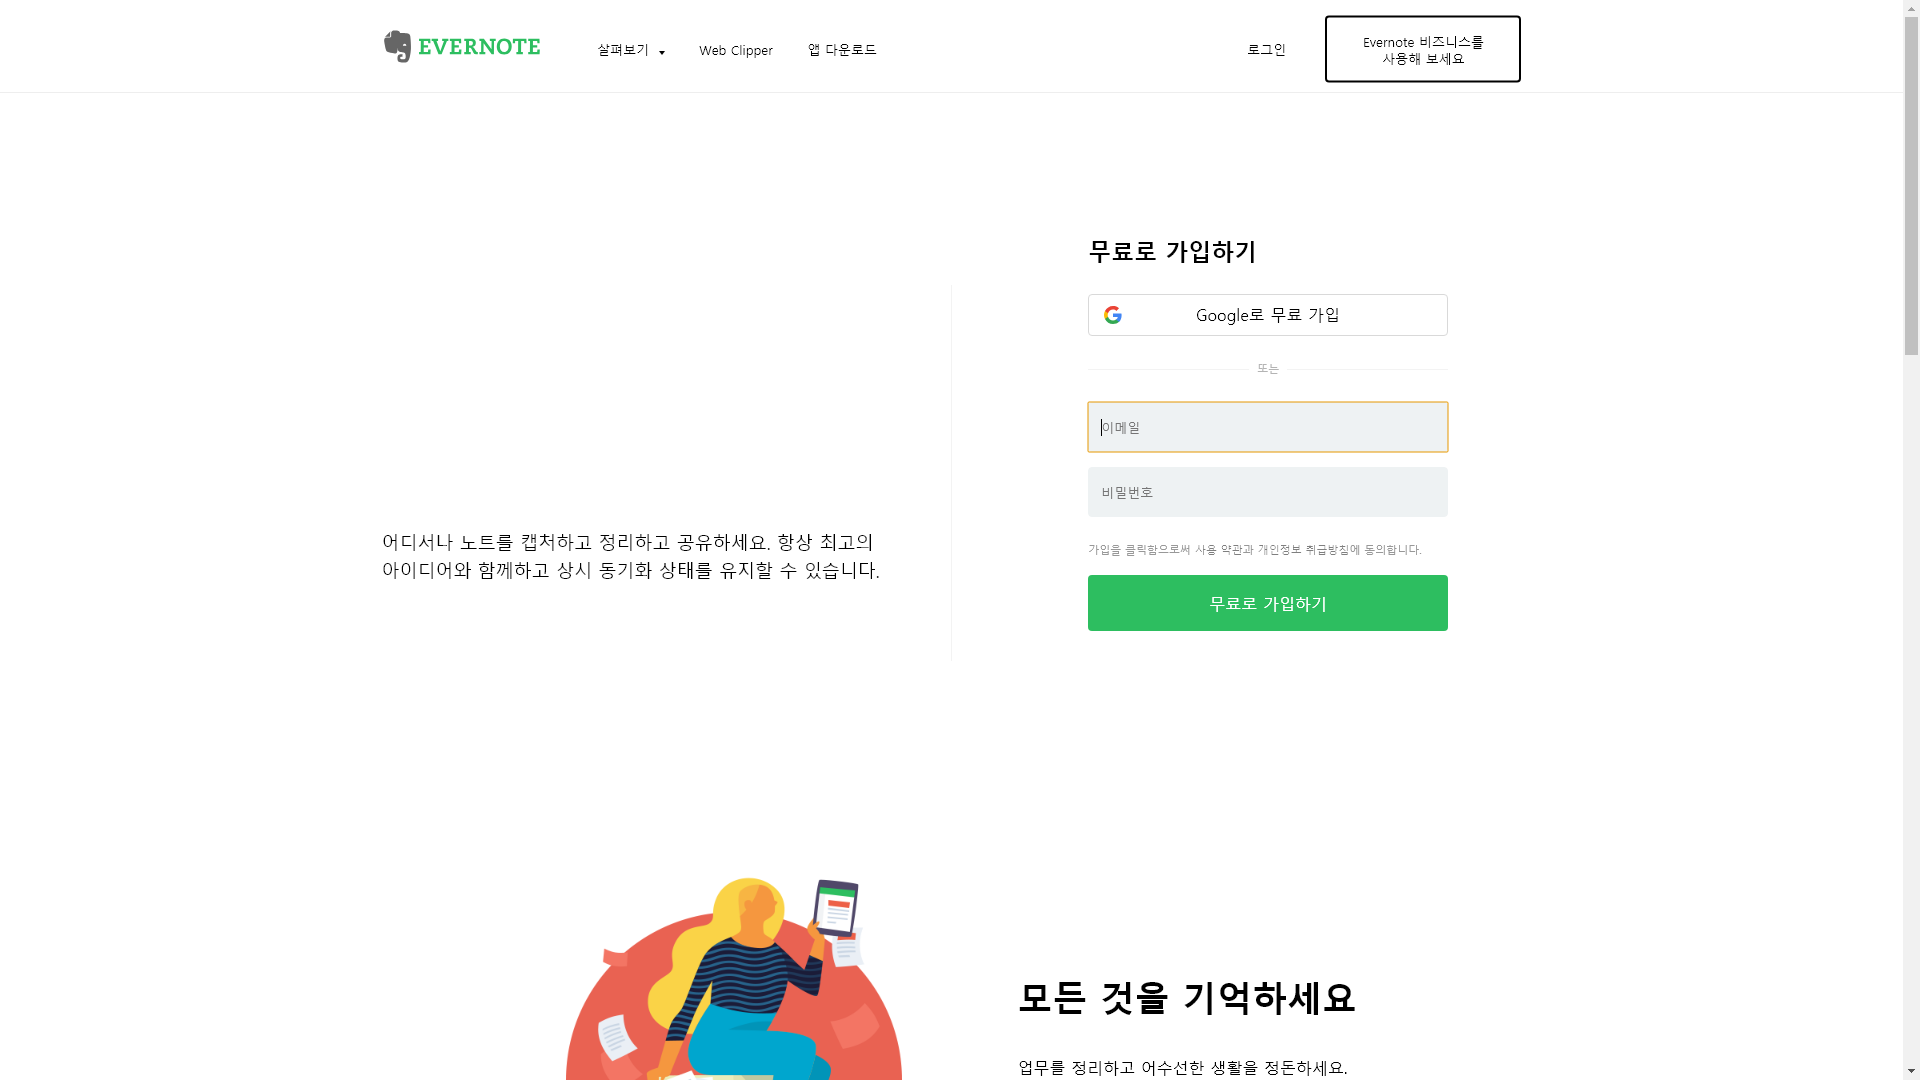 EVERNOTE
살펴보기
Web Clipper
앱 다운로드
로그인
Evernote 비즈니스를
사용해 보세요
무료로 가입하기
Google로 무료 가입
또는
이메일
비밀번호
가입을 클릭함으로써 사용 약관과 개인정보 취급방침에 동의합니다.
무료로 가입하기
어디서나 노트를 캡처하고 정리하고 공유하세요. 항상 최고의
아이디어와 함께하고 상시 동기화 상태를 유지할 수 있습니다.
모든 것을 기억하세요
업무를 정리하고 어수선한 생활을 정돈하세요.